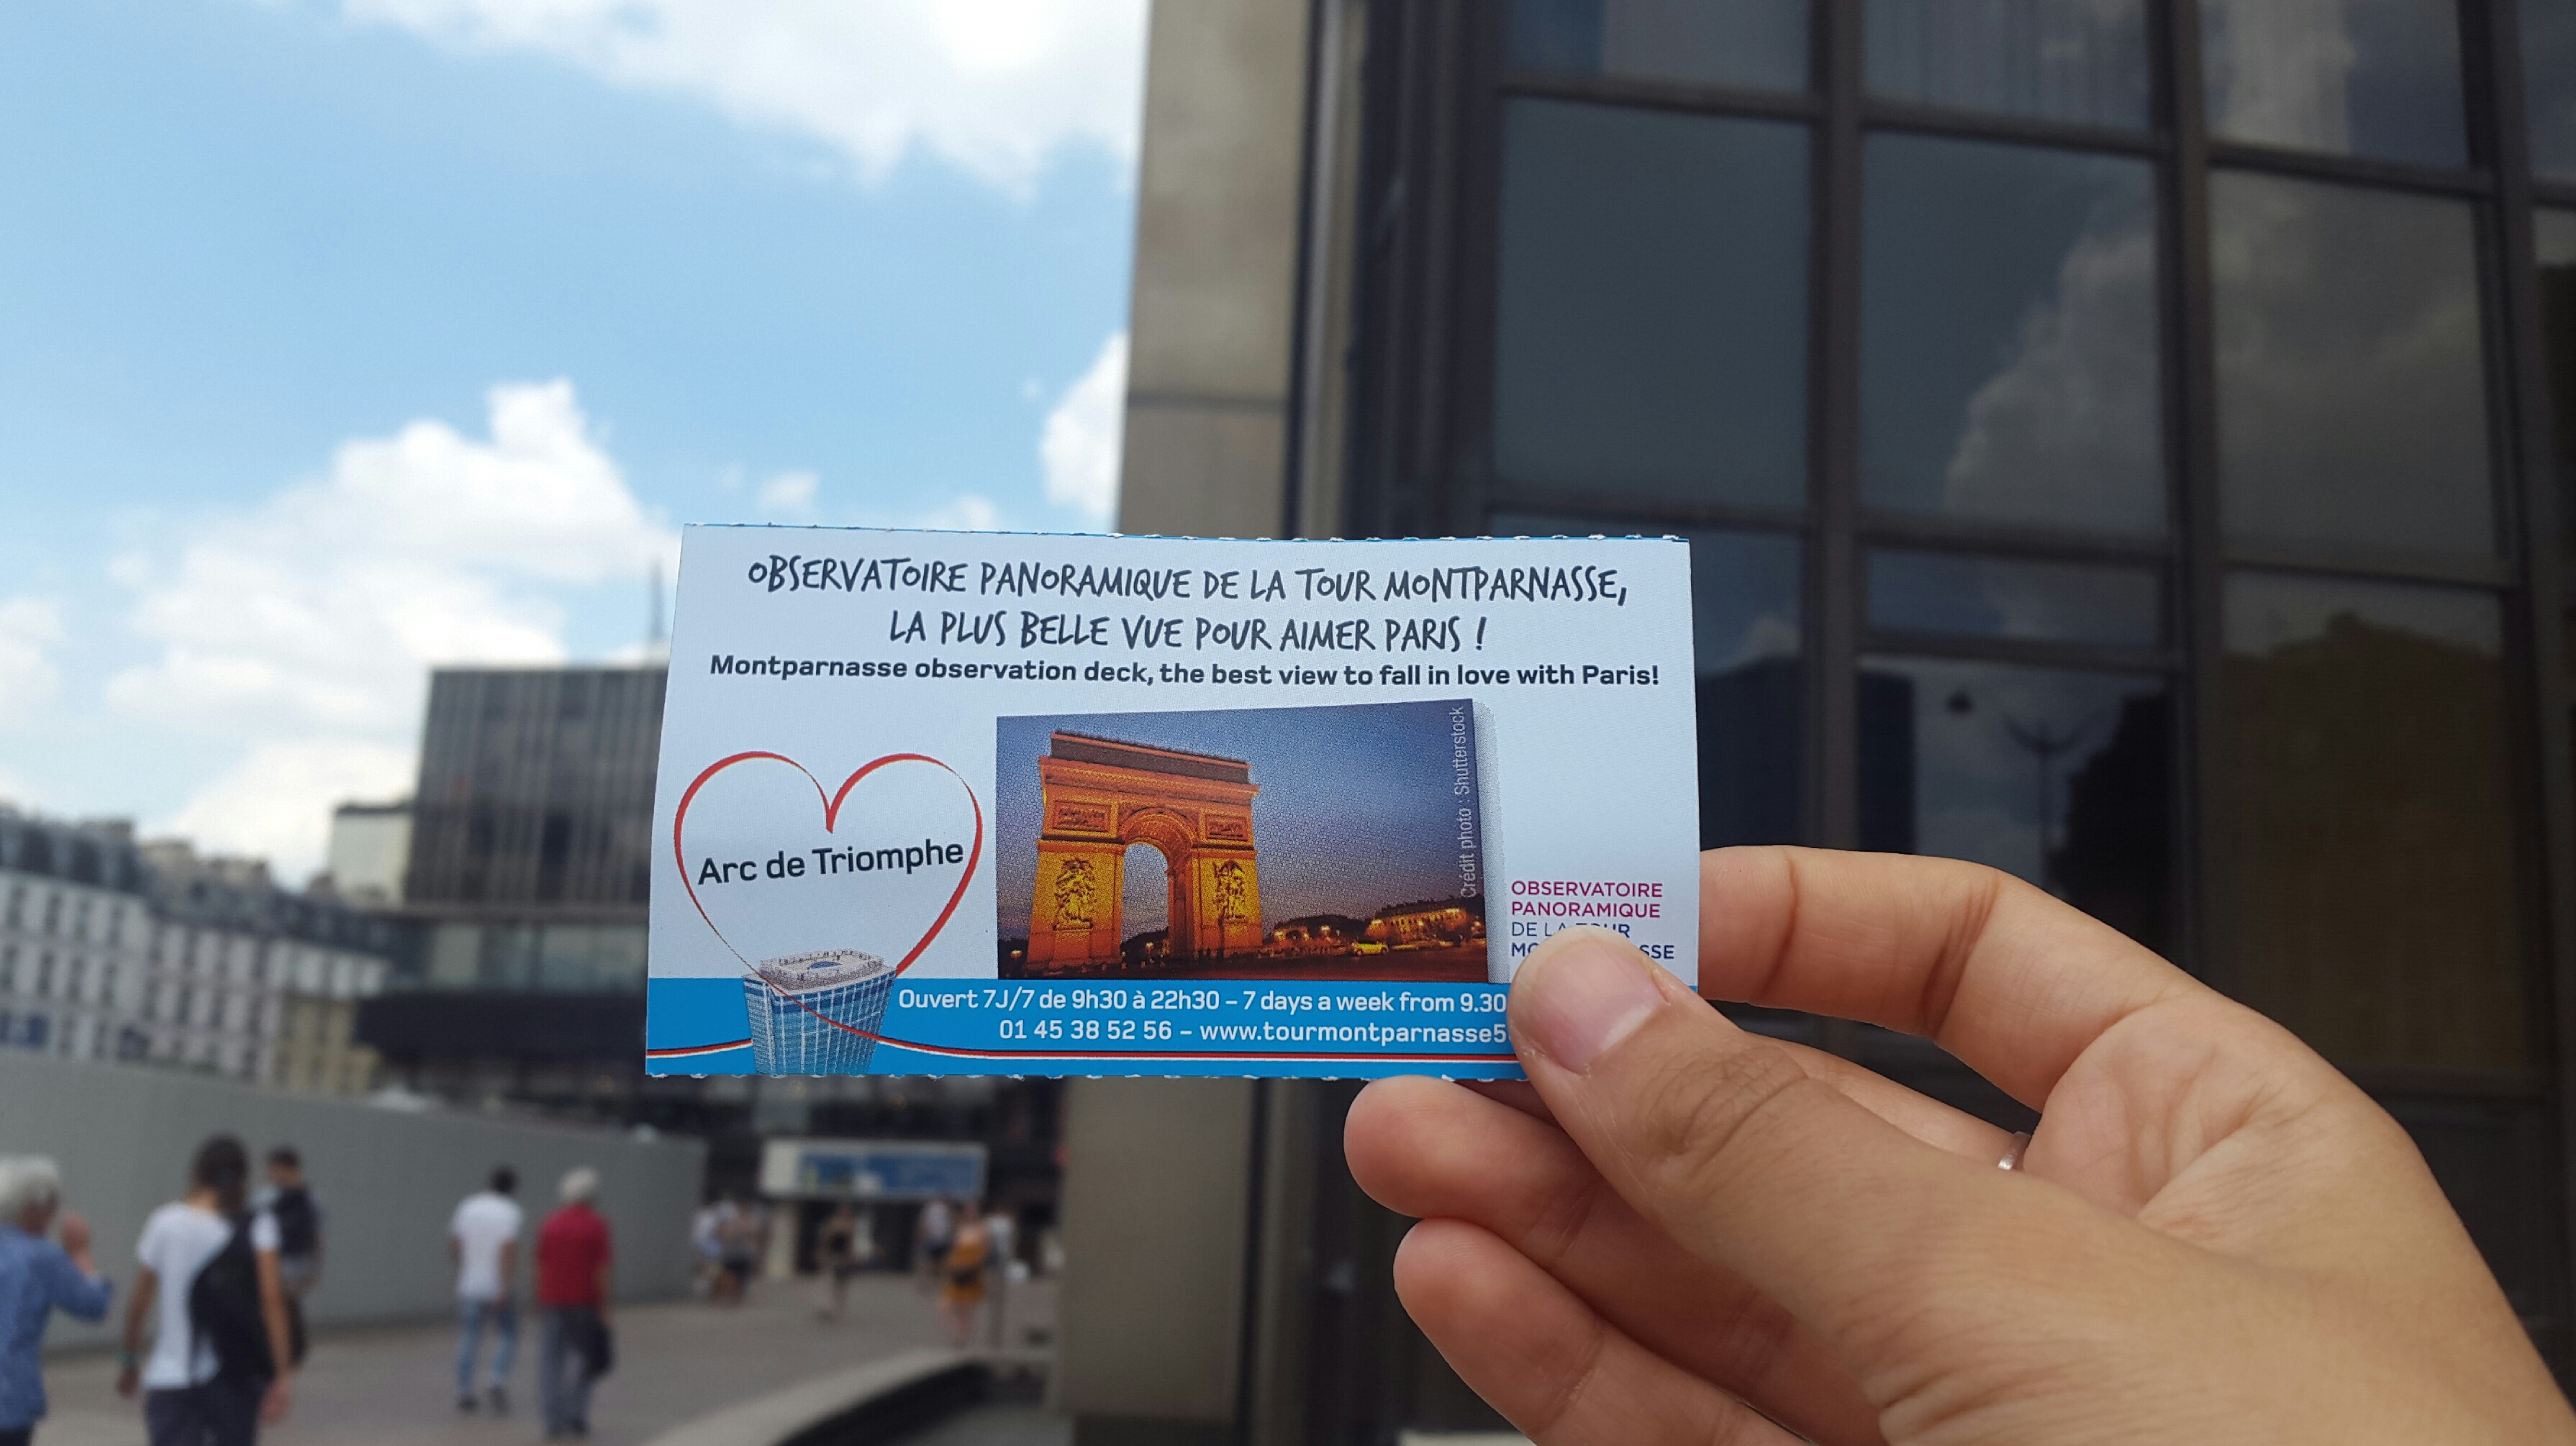 OBSERVATOIRE PANORAMIQUE DE LA TOUR MONTPARNASSE,
LA PLUS BELLE VUE POUR AIMER PARIS !
Montparnasse observation deck, the best view to fall in love with Paris!
Arc de Triomphe
Crédit photo : Shutterstock
OBSERVATOIRE
PANORAMIQUE
DE LA
Ouvert 7J/7 de 9h30 à 22h30 – 7 days a week from 9.30
01 45 38 52 56 – www.tourmontparnasse5